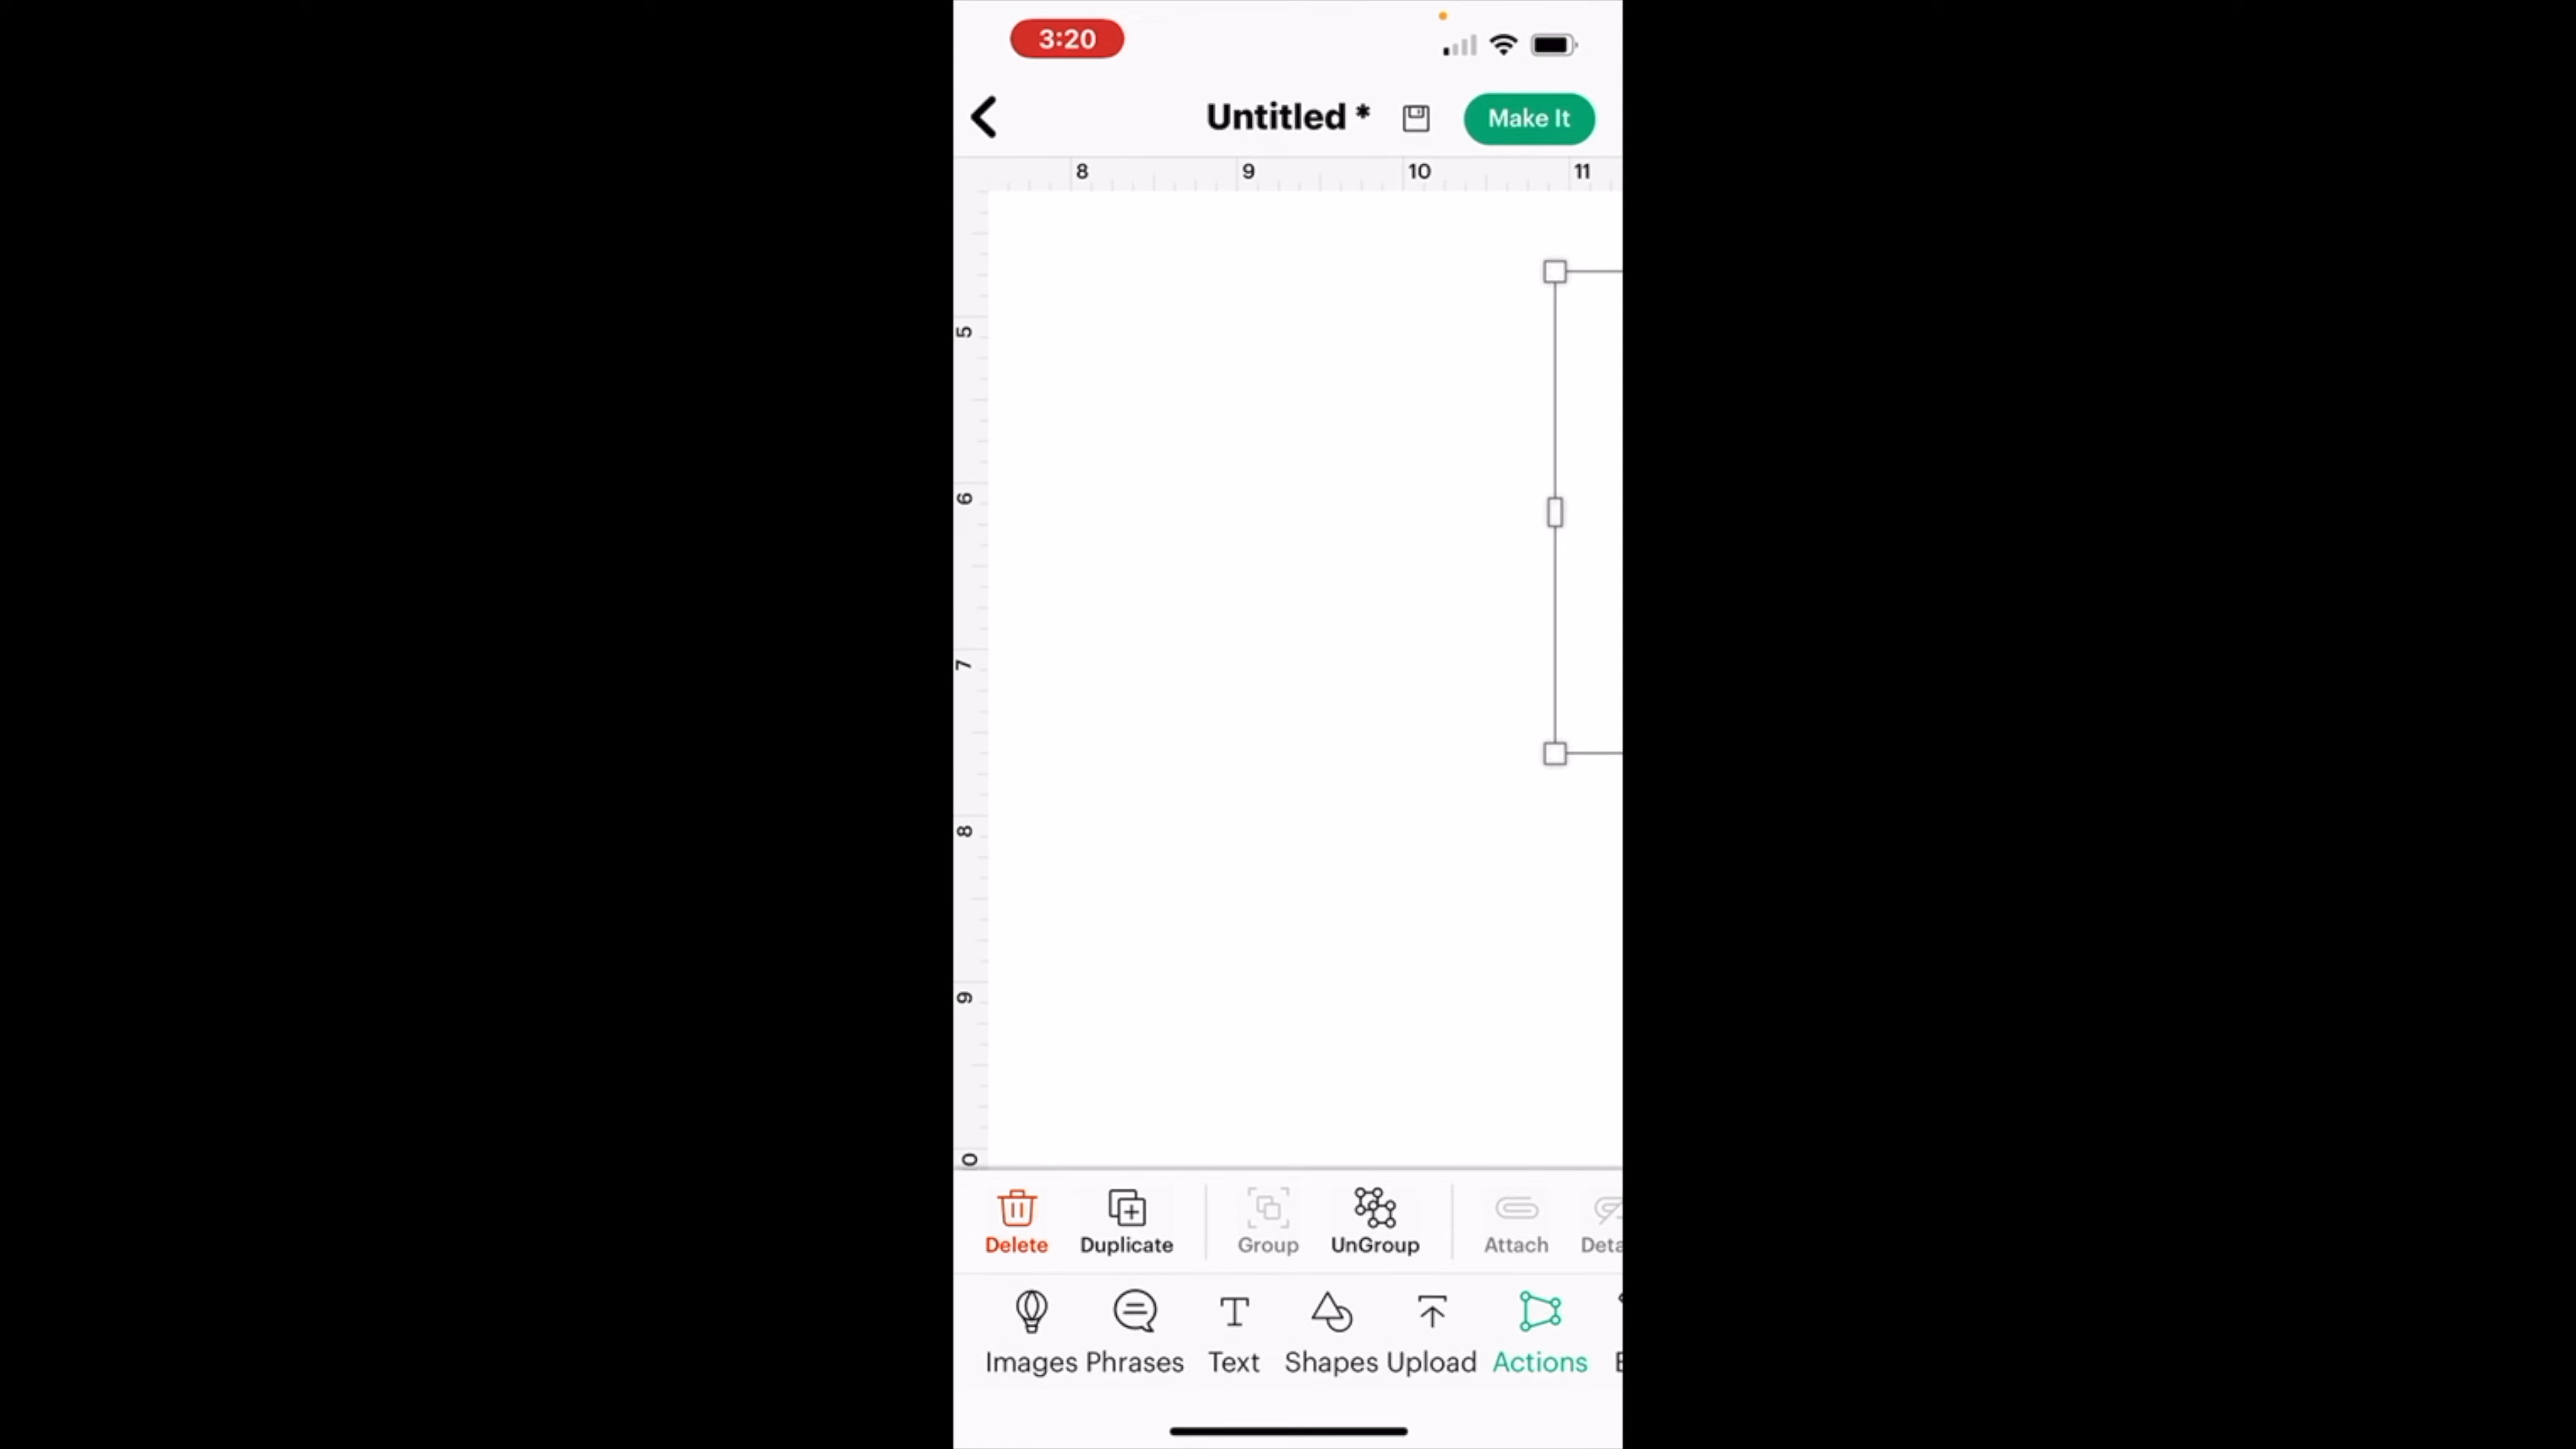 3:20
Untitled *
Make It
8 9 10 11
5
6
7
8
9
0
Delete Duplicate Group UnGroup Attach Deta
Images Phrases Text Shapes Upload Actions